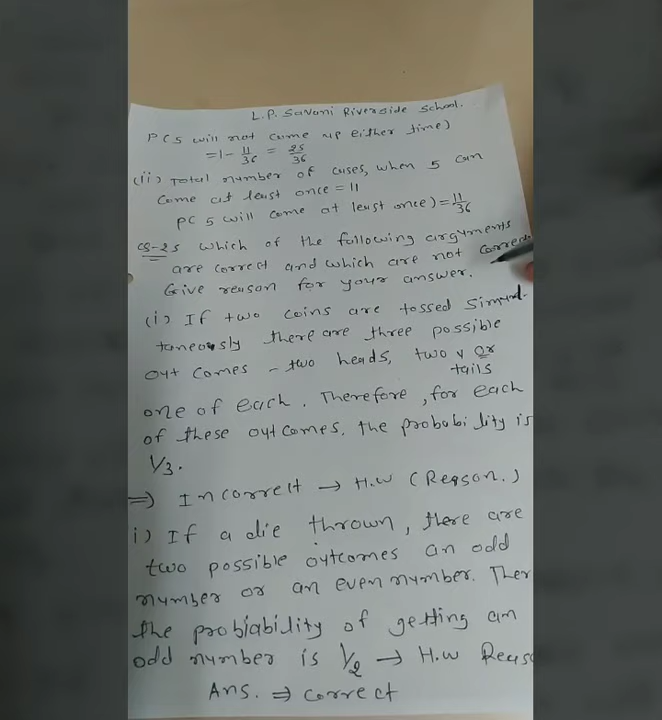 L.P. Savani Riverside School.
P(5 will not come up either time)
= 1 - 11/36 = 25/36
(ii) Total number of cases, when 5 can
come at least once = 11
P(5 will come at least once) = 11/36
Q-25 Which of the following arguments
are correct and which are not correct
Give reason for your answer.
(i) If two coins are tossed simul-
taneously there are three possible
out comes - two heads, two or
tails
one of each. Therefore, for each
of these outcomes, the probability is
1/3.
=> Incorrect → H.W (Reason.)
i) If a die thrown, there are
two possible outcomes an odd
number or an even number. Ther
the probiability of getting an
odd number is 1/2 → H.W Reaso
Ans. ⇒ correct